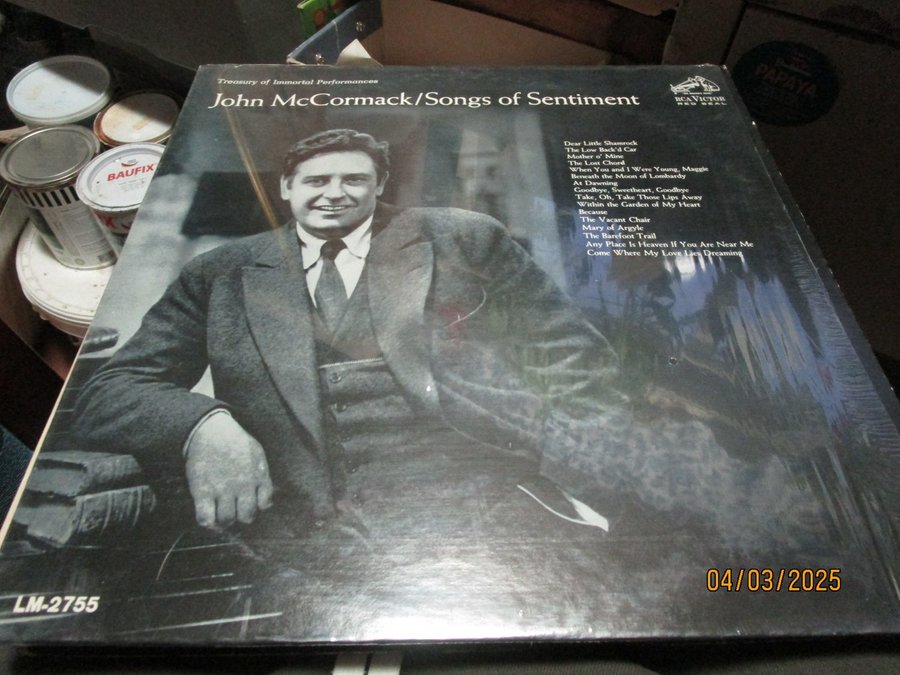 Treasury of Immortal Performances
John McCormack/Songs of Sentiment
RCA VICTOR
RED SEAL
Dear Little Shamrock
The Low Back'd Car
Mother o' Mine
The Lost Chord
When You and I Were Young, Maggie
Beneath the Moon of Lombardy
At Dawning
Goodbye, Sweetheart, Goodbye
Take, Oh, Take Those Lips Away
Within the Garden of My Heart
Because
The Vacant Chair
Mary of Argyle
The Barefoot Trail
Any Place Is Heaven If You Are Near Me
Come Where My Love Lies Dreaming
BAUFIX
PAPAYA
LM-2755
04/03/2025